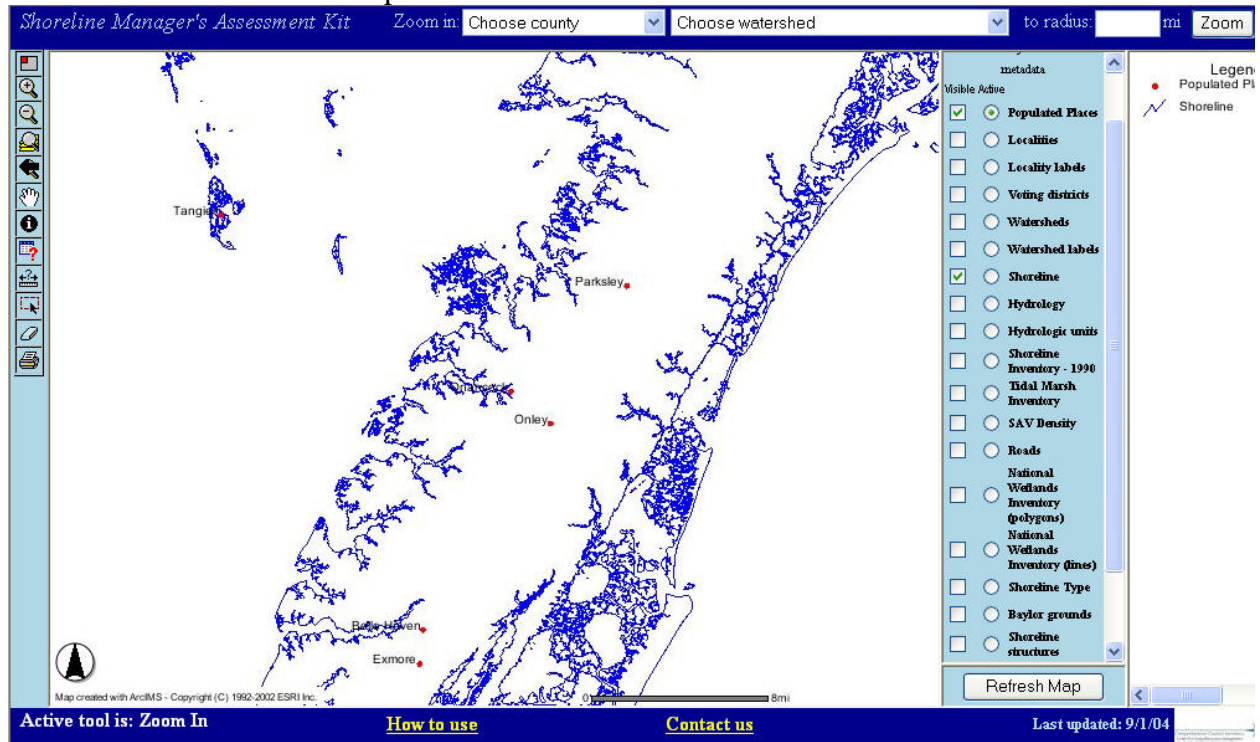 Shoreline Manager's Assessment Kit Zoom in: Choose county Choose watershed to radius: mi Zoom
metadata
Visible Active
Populated Places
Localities
Locality labels
Voting districts
Watersheds
Watershed labels
Shoreline
Hydrology
Hydrologic units
Shoreline
Inventory - 1990
Tidal Marsh
Inventory
SAV Density
Roads
National
Wetlands
Inventory
(polygons)
National
Wetlands
Inventory (lines)
Shoreline Type
Baylor grounds
Shoreline
structures
Refresh Map
Legen
Populated Pl
Shoreline
Tangier
Parksley
Onancock
Onley
Belle Haven
Exmore
Map created with ArcIMS - Copyright (C) 1992-2002 ESRI Inc.
0 8mi
Active tool is: Zoom In How to use Contact us Last updated: 9/1/04